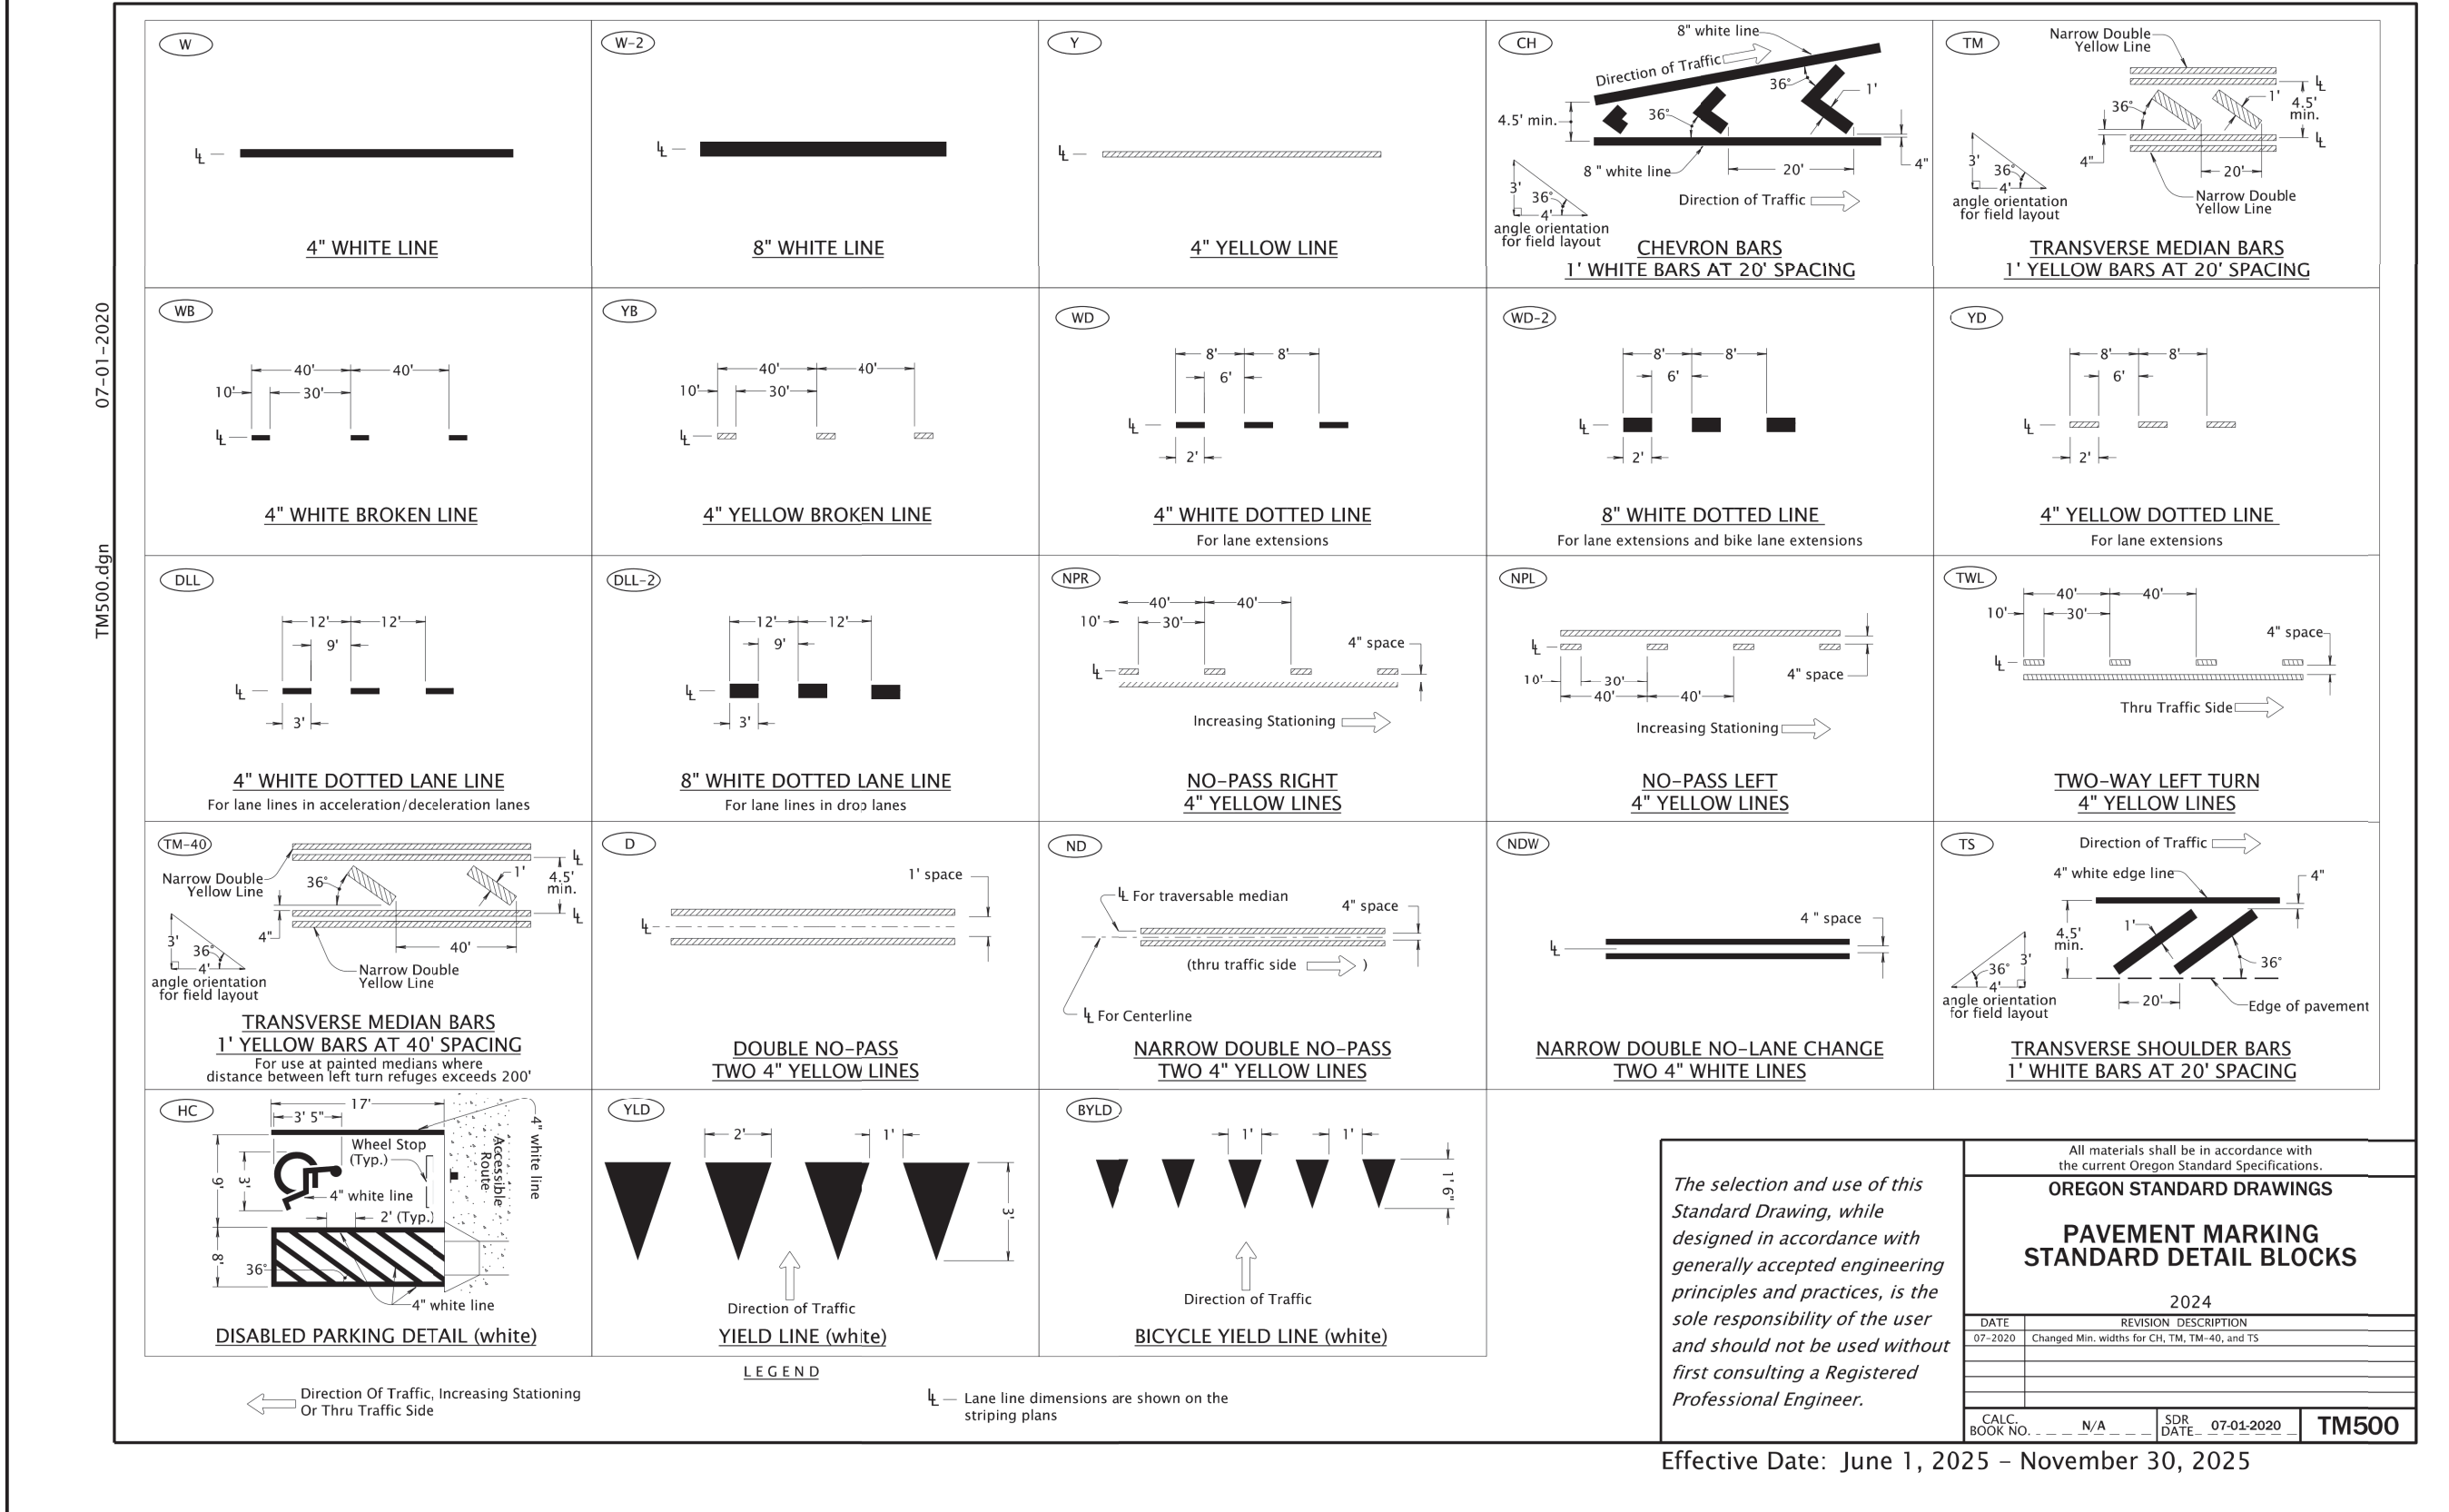 W
Ⱡ
4" WHITE LINE
W-2
Ⱡ
8" WHITE LINE
Y
Ⱡ
4" YELLOW LINE
CH
8" white line
Direction of Traffic
36°
1'
4.5' min.
36°
8 " white line
20'
4"
3'
36°
4'
Direction of Traffic
angle orientation
for field layout
CHEVRON BARS
1' WHITE BARS AT 20' SPACING
TM
Narrow Double
Yellow Line
Ⱡ
36°
1'
4.5'
min.
Ⱡ
4"
3'
36°
4'
20'
angle orientation
for field layout
Narrow Double
Yellow Line
TRANSVERSE MEDIAN BARS
1' YELLOW BARS AT 20' SPACING
WB
40' 40'
10' 30'
Ⱡ
4" WHITE BROKEN LINE
YB
40' 40'
10' 30'
Ⱡ
4" YELLOW BROKEN LINE
WD
8' 8'
6'
Ⱡ
2'
4" WHITE DOTTED LINE
For lane extensions
WD-2
8' 8'
6'
Ⱡ
2'
8" WHITE DOTTED LINE
For lane extensions and bike lane extensions
YD
8' 8'
6'
Ⱡ
2'
4" YELLOW DOTTED LINE
For lane extensions
DLL
12' 12'
9'
Ⱡ
3'
4" WHITE DOTTED LANE LINE
For lane lines in acceleration/deceleration lanes
DLL-2
12' 12'
9'
Ⱡ
3'
8" WHITE DOTTED LANE LINE
For lane lines in drop lanes
NPR
40' 40'
10' 30'
4" space
Ⱡ
Increasing Stationing
NO-PASS RIGHT
4" YELLOW LINES
NPL
Ⱡ
4" space
10' 30'
40' 40'
Increasing Stationing
NO-PASS LEFT
4" YELLOW LINES
TWL
40' 40'
10' 30'
4" space
Ⱡ
Thru Traffic Side
TWO-WAY LEFT TURN
4" YELLOW LINES
TM-40
Ⱡ
Narrow Double
Yellow Line
36°
1'
4.5'
min.
Ⱡ
4"
3'
36°
4'
40'
angle orientation
for field layout
Narrow Double
Yellow Line
TRANSVERSE MEDIAN BARS
1' YELLOW BARS AT 40' SPACING
For use at painted medians where
distance between left turn refuges exceeds 200'
D
1' space
Ⱡ
DOUBLE NO-PASS
TWO 4" YELLOW LINES
ND
Ⱡ For traversable median
4" space
(thru traffic side )
Ⱡ For Centerline
NARROW DOUBLE NO-PASS
TWO 4" YELLOW LINES
NDW
4 " space
Ⱡ
NARROW DOUBLE NO-LANE CHANGE
TWO 4" WHITE LINES
TS
Direction of Traffic
4" white edge line
4"
1'
4.5'
min.
36°
36°
3'
4'
20'
angle orientation
for field layout
Edge of pavement
TRANSVERSE SHOULDER BARS
1' WHITE BARS AT 20' SPACING
HC
17'
3' 5"
Wheel Stop
(Typ.)
4" white line
Accessible
Route
9'
3'
4" white line
2' (Typ.)
8'
36°
4" white line
DISABLED PARKING DETAIL (white)
YLD
2'
1'
3'
Direction of Traffic
YIELD LINE (white)
BYLD
1'
1'
1' 6"
Direction of Traffic
BICYCLE YIELD LINE (white)
LEGEND
Direction Of Traffic, Increasing Stationing
Or Thru Traffic Side
Ⱡ — Lane line dimensions are shown on the
striping plans
The selection and use of this
Standard Drawing, while
designed in accordance with
generally accepted engineering
principles and practices, is the
sole responsibility of the user
and should not be used without
first consulting a Registered
Professional Engineer.
All materials shall be in accordance with
the current Oregon Standard Specifications.
OREGON STANDARD DRAWINGS
PAVEMENT MARKING
STANDARD DETAIL BLOCKS
2024
DATE REVISION DESCRIPTION
07-2020 Changed Min. widths for CH, TM, TM-40, and TS
CALC.
BOOK NO. N/A
SDR
DATE 07-01-2020
TM500
Effective Date: June 1, 2025 – November 30, 2025
TM500.dgn 07-01-2020